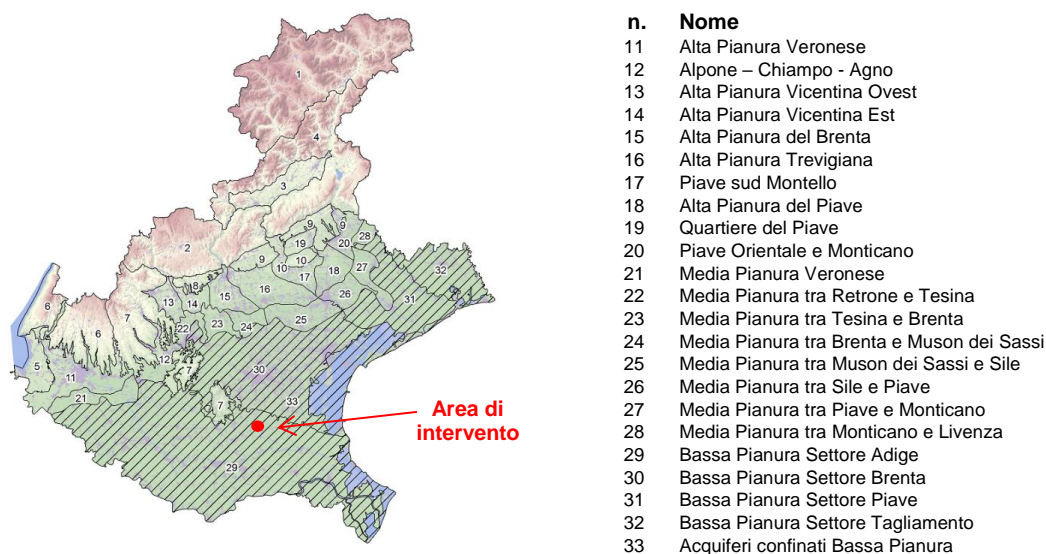 n. Nome
11 Alta Pianura Veronese
12 Alpone – Chiampo - Agno
13 Alta Pianura Vicentina Ovest
14 Alta Pianura Vicentina Est
15 Alta Pianura del Brenta
16 Alta Pianura Trevigiana
17 Piave sud Montello
18 Alta Pianura del Piave
19 Quartiere del Piave
20 Piave Orientale e Monticano
21 Media Pianura Veronese
22 Media Pianura tra Retrone e Tesina
23 Media Pianura tra Tesina e Brenta
24 Media Pianura tra Brenta e Muson dei Sassi
25 Media Pianura tra Muson dei Sassi e Sile
26 Media Pianura tra Sile e Piave
27 Media Pianura tra Piave e Monticano
28 Media Pianura tra Monticano e Livenza
29 Bassa Pianura Settore Adige
30 Bassa Pianura Settore Brenta
31 Bassa Pianura Settore Piave
32 Bassa Pianura Settore Tagliamento
33 Acquiferi confinati Bassa Pianura
1
4
3
9
9
28
19
20
2
9
10
10
18
27
32
17
8
6
7
13
14
15
16
26
31
6
22
23
24
25
12
5
11
7
30
21
7
33
Area di
intervento
29